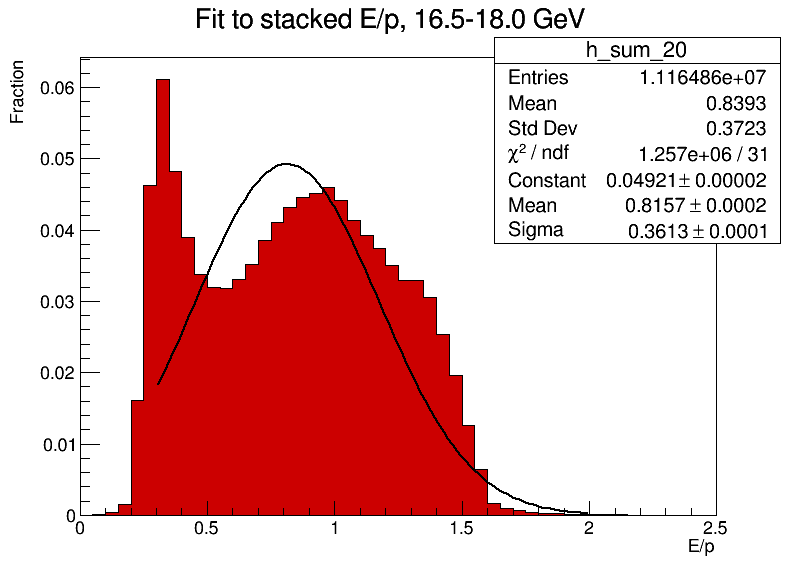 Fit to stacked E/p, 16.5-18.0 GeV
h_sum_20
Entries 1.116486e+07
Mean 0.8393
Std Dev 0.3723
χ² / ndf 1.257e+06 / 31
Constant 0.04921 ± 0.00002
Mean 0.8157 ± 0.0002
Sigma 0.3613 ± 0.0001
Fraction
0.06
0.05
0.04
0.03
0.02
0.01
0
0 0.5 1 1.5 2 2.5
E/p